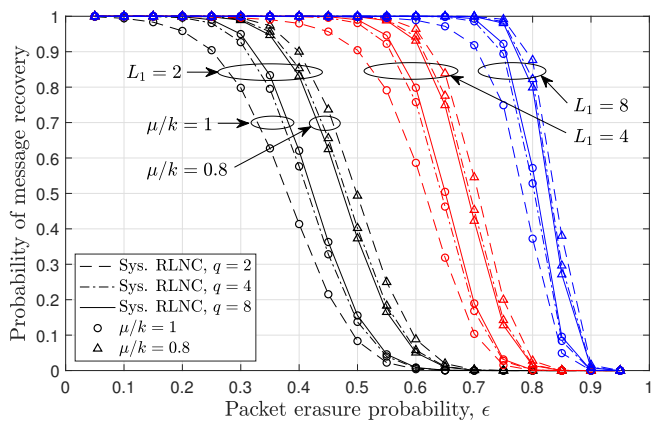 1
0.9
0.8
0.7
0.6
0.5
0.4
0.3
0.2
0.1
0
Probability of message recovery
L₁ = 2
μ/k = 1
μ/k = 0.8
L₁ = 8
L₁ = 4
Sys. RLNC, q = 2
Sys. RLNC, q = 4
Sys. RLNC, q = 8
μ/k = 1
μ/k = 0.8
0 0.1 0.2 0.3 0.4 0.5 0.6 0.7 0.8 0.9 1
Packet erasure probability, ϵ